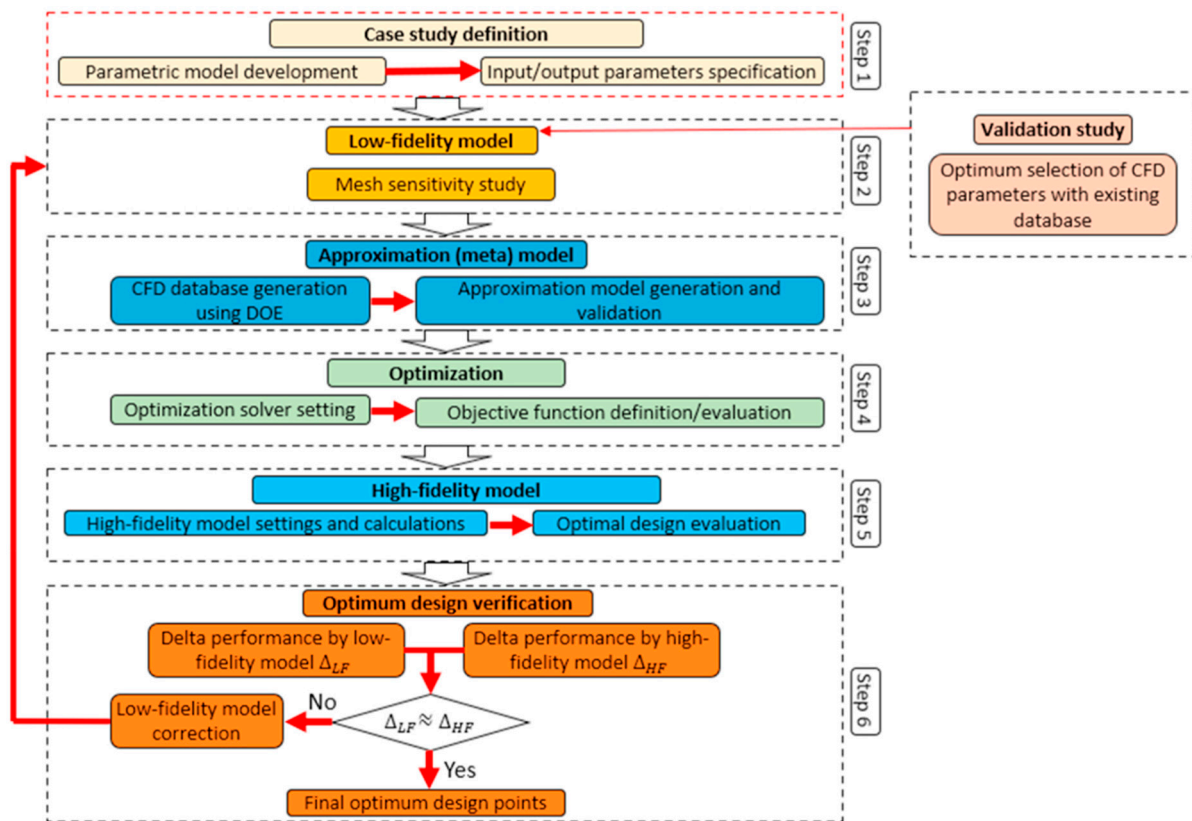 Case study definition
Parametric model development
Input/output parameters specification
Step 1
Low-fidelity model
Mesh sensitivity study
Step 2
Validation study
Optimum selection of CFD
parameters with existing
database
Approximation (meta) model
CFD database generation
using DOE
Approximation model generation and
validation
Step 3
Optimization
Optimization solver setting
Objective function definition/evaluation
Step 4
High-fidelity model
High-fidelity model settings and calculations
Optimal design evaluation
Step 5
Optimum design verification
Delta performance by low-
fidelity model Δ_LF
Delta performance by high-
fidelity model Δ_HF
Step 6
No
Low-fidelity model
correction
Δ_LF ≈ Δ_HF
Yes
Final optimum design points